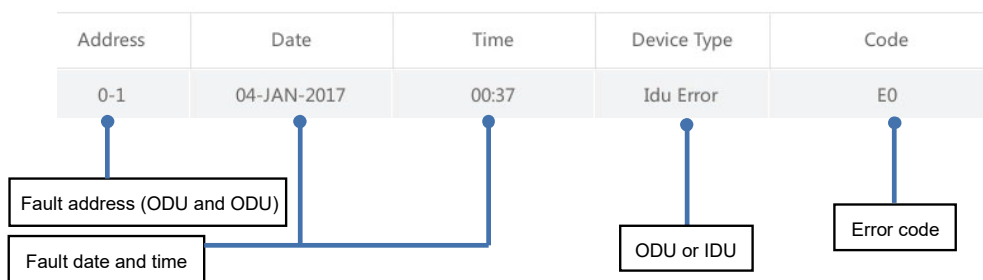 Address Date Time Device Type Code
0-1 04-JAN-2017 00:37 Idu Error E0
Fault address (ODU and ODU)
Fault date and time
ODU or IDU
Error code